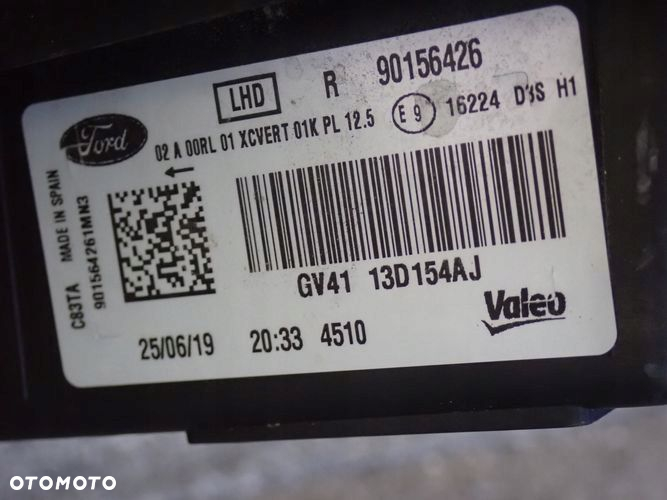 LHD R 90156426
Ford 02 A 00RL 01 XCVERT 01K PL 12.5 E 9 16224 D3S H1
MADE IN SPAIN
C83TA 901564261MN3
GV41 13D154AJ
Valeo
25/06/19 20:33 4510
OTOMOTO